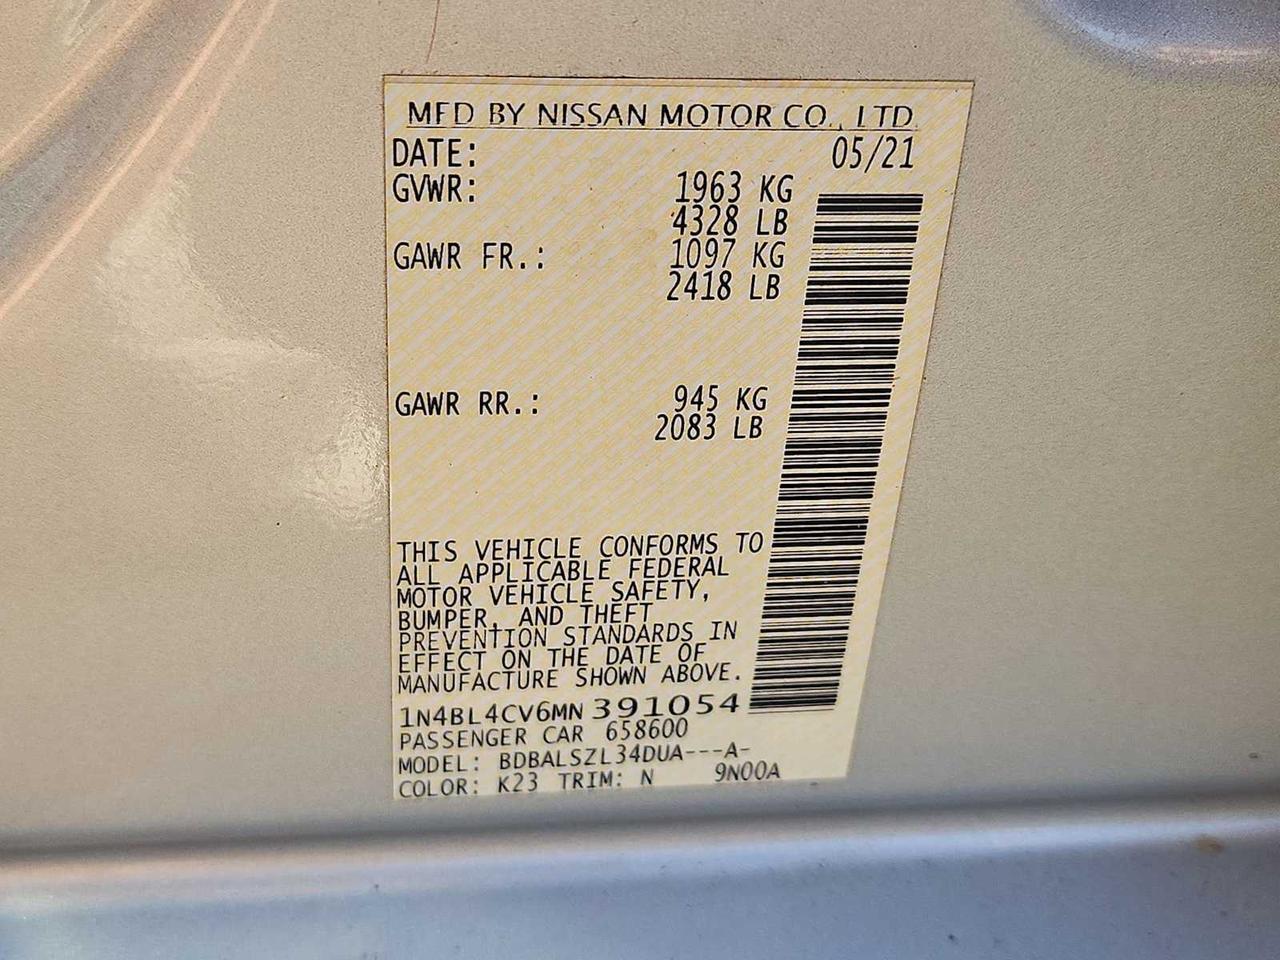 MFD BY NISSAN MOTOR CO., LTD.
DATE: 05/21
GVWR: 1963 KG
4328 LB
GAWR FR.: 1097 KG
2418 LB
GAWR RR.: 945 KG
2083 LB
THIS VEHICLE CONFORMS TO
ALL APPLICABLE FEDERAL
MOTOR VEHICLE SAFETY,
BUMPER, AND THEFT
PREVENTION STANDARDS IN
EFFECT ON THE DATE OF
MANUFACTURE SHOWN ABOVE.
1N4BL4CV6MN391054
PASSENGER CAR 658600
MODEL: BDBALSZL34DUA---A-
COLOR: K23 TRIM: N 9N00A